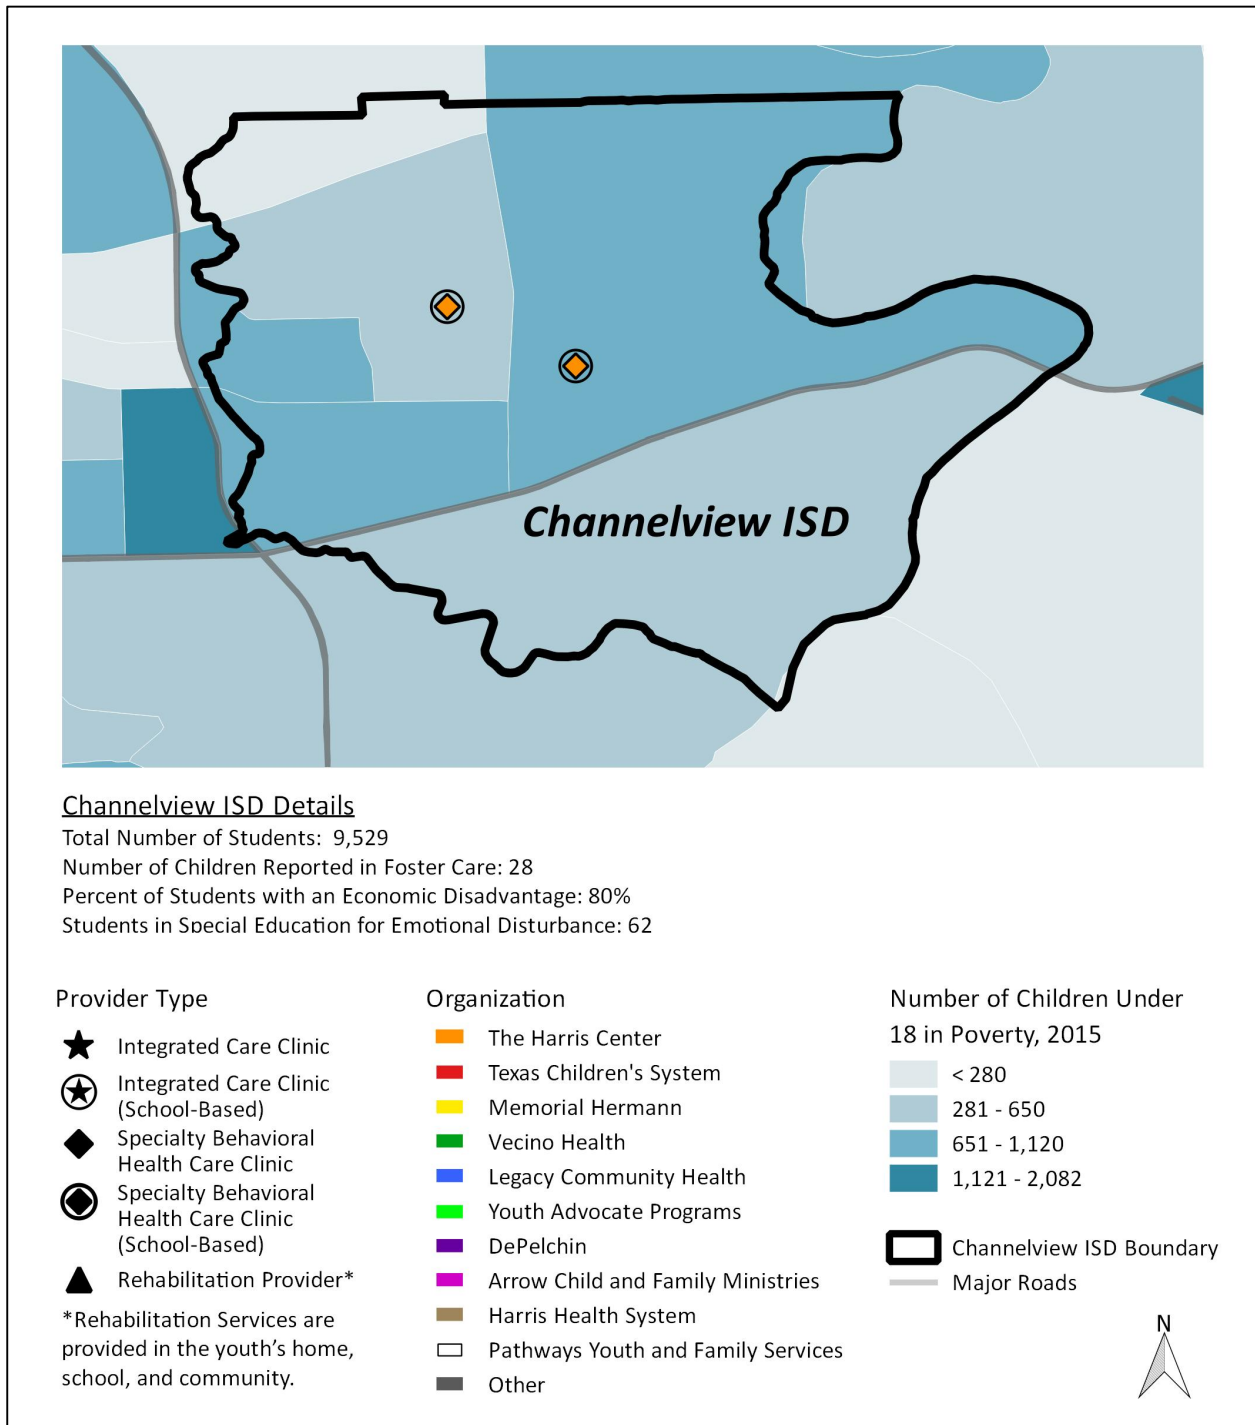 Channelview ISD
Channelview ISD Details
Total Number of Students:  9,529
Number of Children Reported in Foster Care: 28
Percent of Students with an Economic Disadvantage: 80%
Students in Special Education for Emotional Disturbance: 62
Provider Type
Integrated Care Clinic
Integrated Care Clinic
(School-Based)
Specialty Behavioral
Health Care Clinic
Specialty Behavioral
Health Care Clinic
(School-Based)
Rehabilitation Provider*
*Rehabilitation Services are
provided in the youth’s home,
school, and community.
Organization
The Harris Center
Texas Children's System
Memorial Hermann
Vecino Health
Legacy Community Health
Youth Advocate Programs
DePelchin
Arrow Child and Family Ministries
Harris Health System
Pathways Youth and Family Services
Other
Number of Children Under
18 in Poverty, 2015
< 280
281 - 650
651 - 1,120
1,121 - 2,082
Channelview ISD Boundary
Major Roads
N